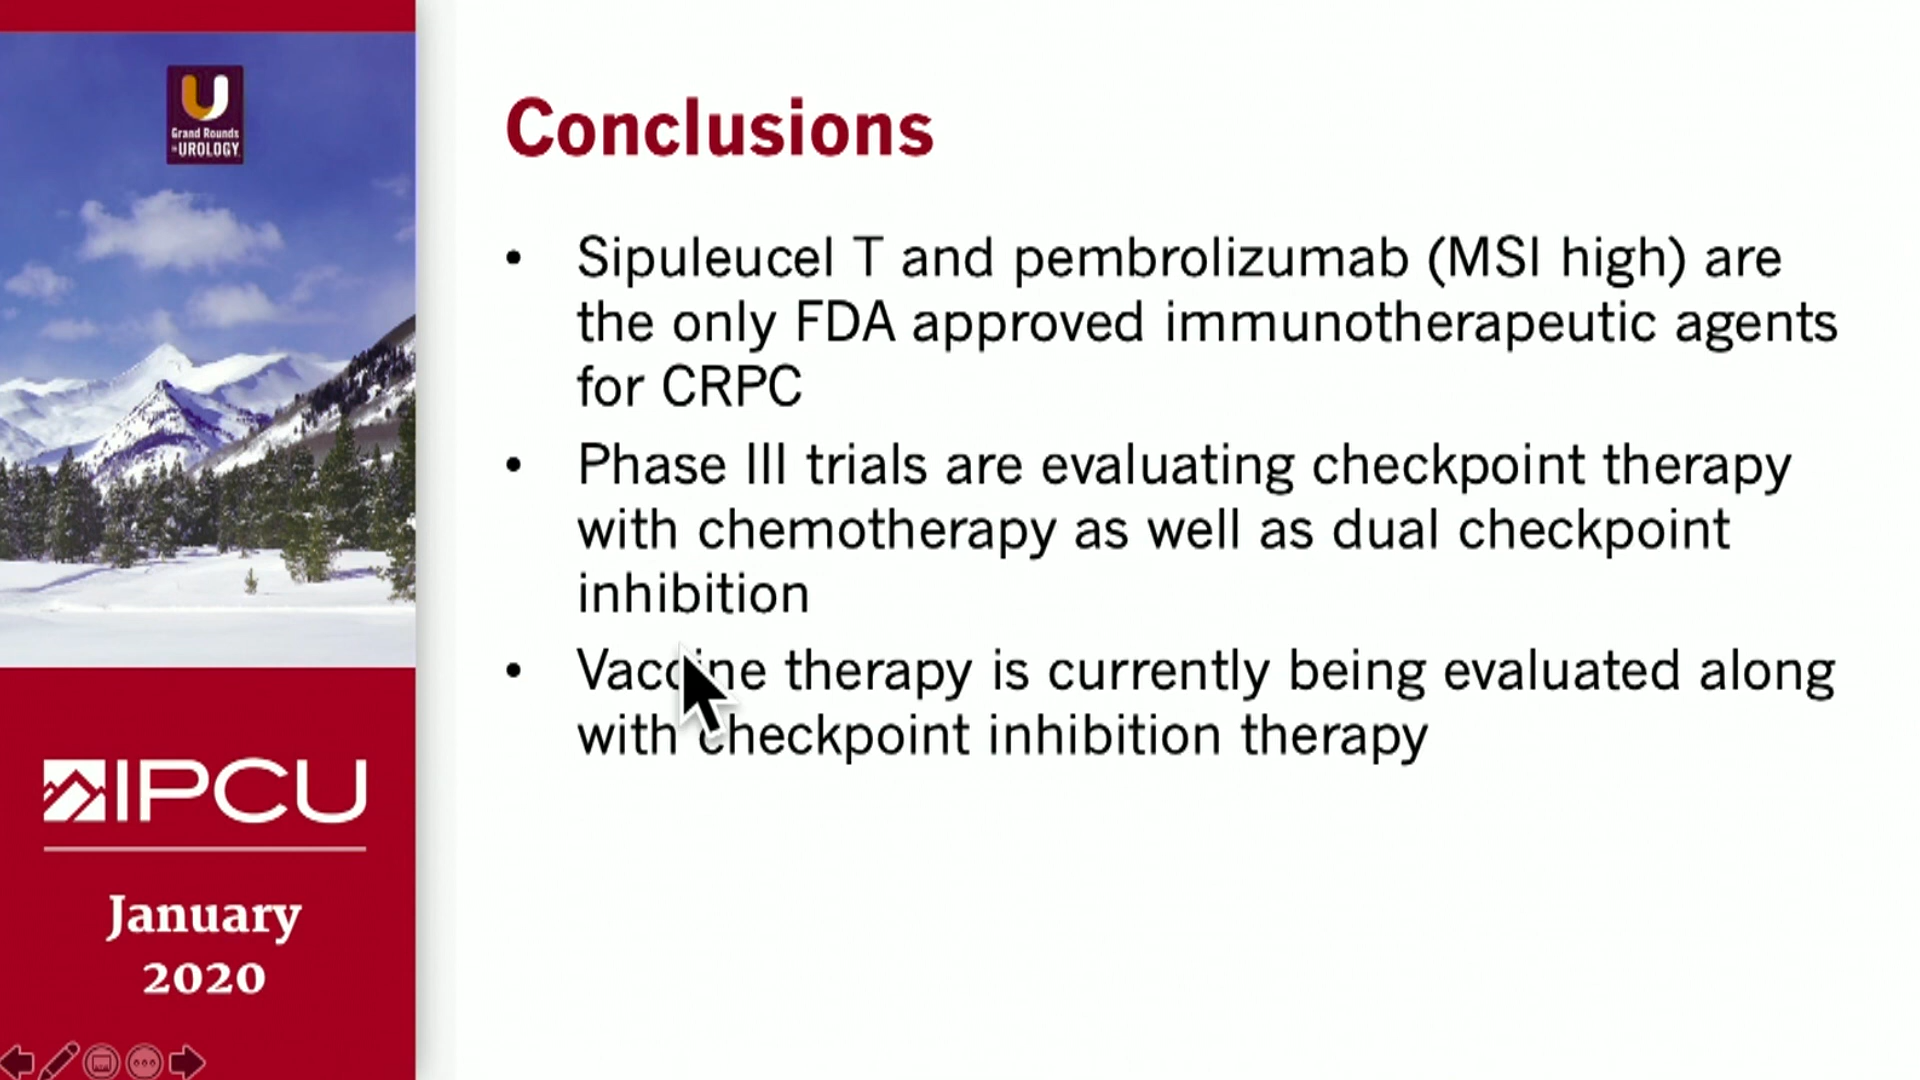 U
Grand Rounds
in UROLOGY
IPCU
January
2020
Conclusions
• Sipuleucel T and pembrolizumab (MSI high) are
the only FDA approved immunotherapeutic agents
for CRPC
• Phase III trials are evaluating checkpoint therapy
with chemotherapy as well as dual checkpoint
inhibition
• Vaccine therapy is currently being evaluated along
with checkpoint inhibition therapy